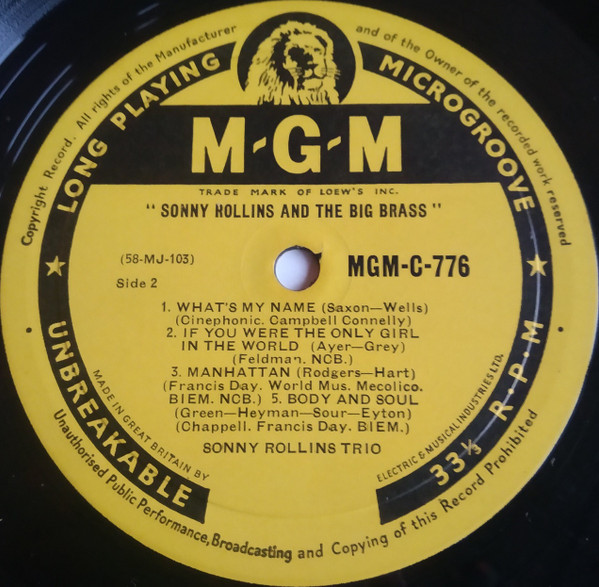 Copyright Record. All rights of the Manufacturer and of the Owner of the recorded work reserved
LONG PLAYING MICROGROOVE
M-G-M
TRADE MARK OF LOEW'S INC.
"SONNY ROLLINS AND THE BIG BRASS"
(58-MJ-103)
MGM-C-776
Side 2
1. WHAT'S MY NAME (Saxon—Wells)
(Cinephonic. Campbell Connelly)
2. IF YOU WERE THE ONLY GIRL
IN THE WORLD (Ayer—Grey)
(Feldman. NCB.)
3. MANHATTAN (Rodgers—Hart)
(Francis Day. World Mus. Mecolico.
BIEM. NCB.) 5. BODY AND SOUL
(Green—Heyman—Sour—Eyton)
(Chappell. Francis Day. BIEM.)
SONNY ROLLINS TRIO
MADE IN GREAT BRITAIN BY
ELECTRIC & MUSICAL INDUSTRIES LTD.
UNBREAKABLE
33⅓ R·P·M
Unauthorised Public Performance, Broadcasting and Copying of this Record Prohibited